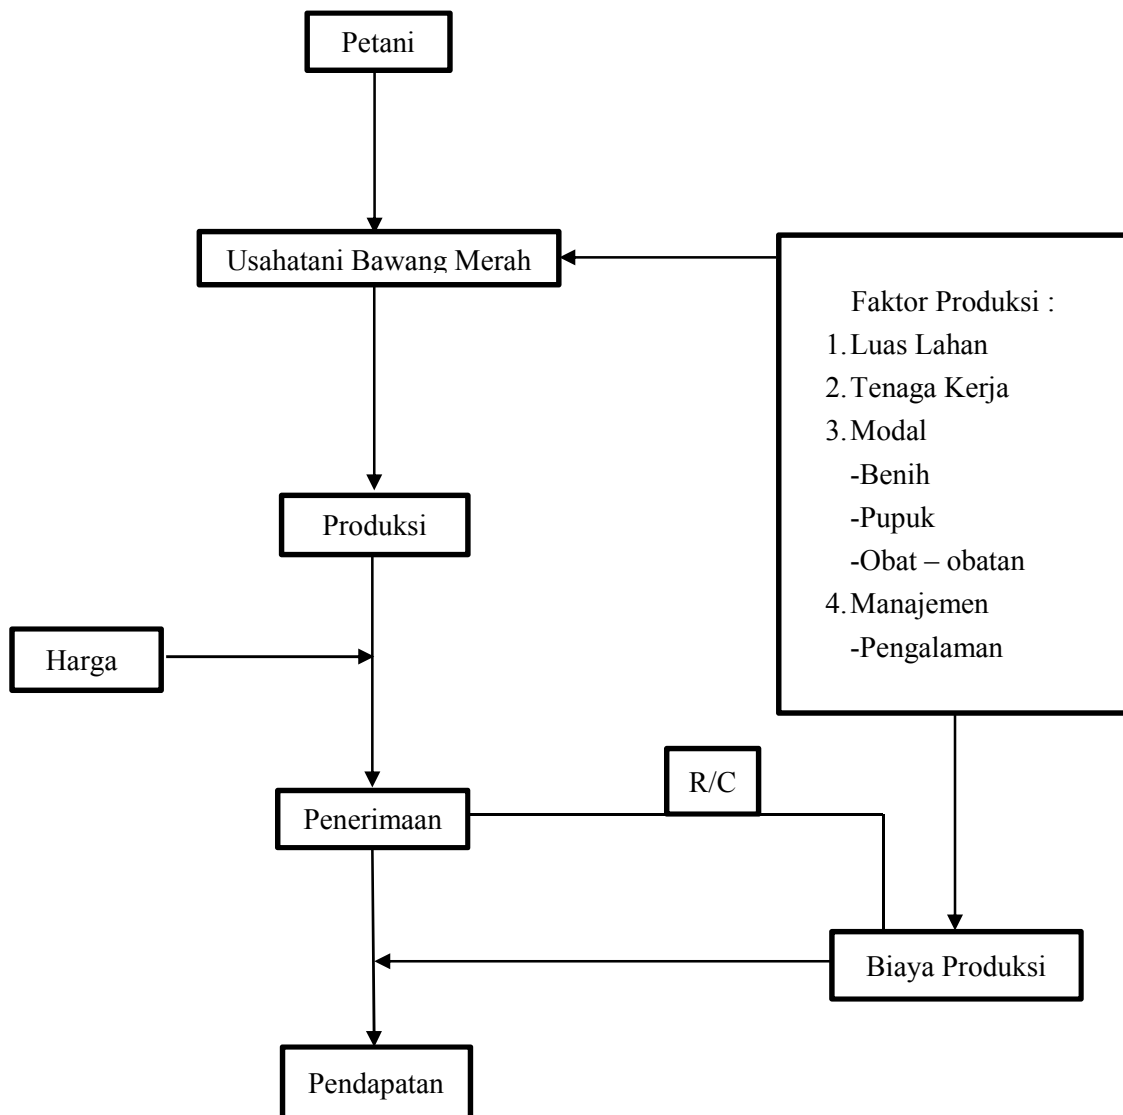 Petani
Usahatani Bawang Merah
Faktor Produksi :
1. Luas Lahan
2. Tenaga Kerja
3. Modal
-Benih
-Pupuk
-Obat – obatan
4. Manajemen
-Pengalaman
Produksi
Harga
R/C
Penerimaan
Biaya Produksi
Pendapatan